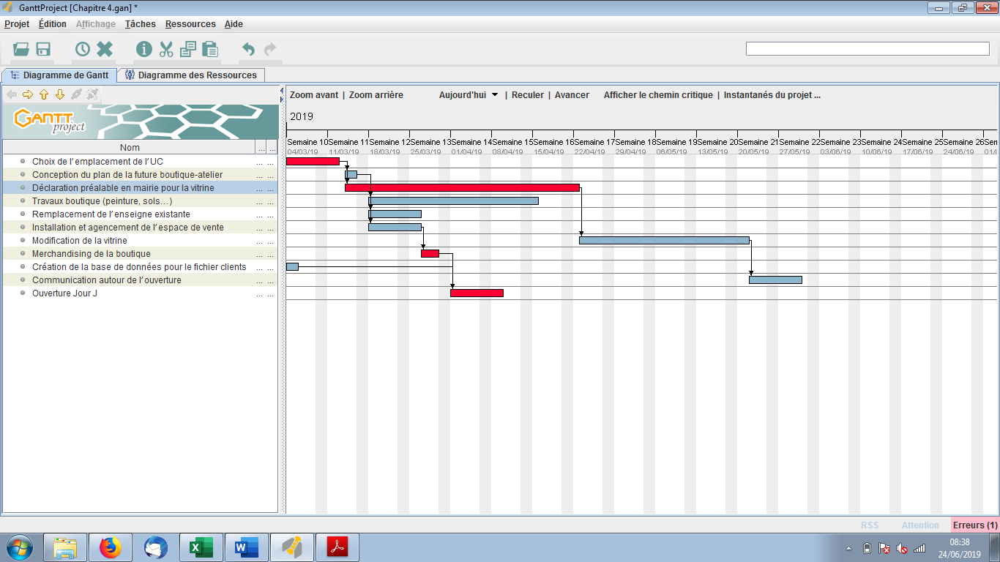 GanttProject [Chapitre 4.gan] *
Projet Édition Affichage Tâches Ressources Aide
Diagramme de Gantt Diagramme des Ressources
Zoom avant | Zoom arrière Aujourd'hui | Reculer | Avancer Afficher le chemin critique | Instantanés du projet ...
GANTT
project
2019
Nom ... ...
Semaine 10 Semaine 11 Semaine 12 Semaine 13 Semaine 14 Semaine 15 Semaine 16 Semaine 17 Semaine 18 Semaine 19 Semaine 20 Semaine 21 Semaine 22 Semaine 23 Semaine 24 Semaine 25 Semaine 26 Se
04/03/19 11/03/19 18/03/19 25/03/19 01/04/19 08/04/19 15/04/19 22/04/19 29/04/19 06/05/19 13/05/19 20/05/19 27/05/19 03/06/19 10/06/19 17/06/19 24/06/19 01/0
Choix de l'emplacement de l'UC ... ...
Conception du plan de la future boutique-atelier ... ...
Déclaration préalable en mairie pour la vitrine ... ...
Travaux boutique (peinture, sols…) ... ...
Remplacement de l'enseigne existante ... ...
Installation et agencement de l'espace de vente ... ...
Modification de la vitrine ... ...
Merchandising de la boutique ... ...
Création de la base de données pour le fichier clients ... ...
Communication autour de l'ouverture ... ...
Ouverture Jour J ... ...
RSS Attention Erreurs (1)
08:38
24/06/2019